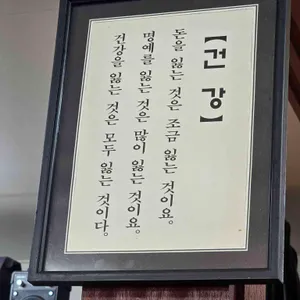 【건강】
돈을 잃는 것은 조금 잃는 것이요。
명예를 잃는 것은 많이 잃는 것이요。
건강을 잃는 것은 모두 잃는 것이다。